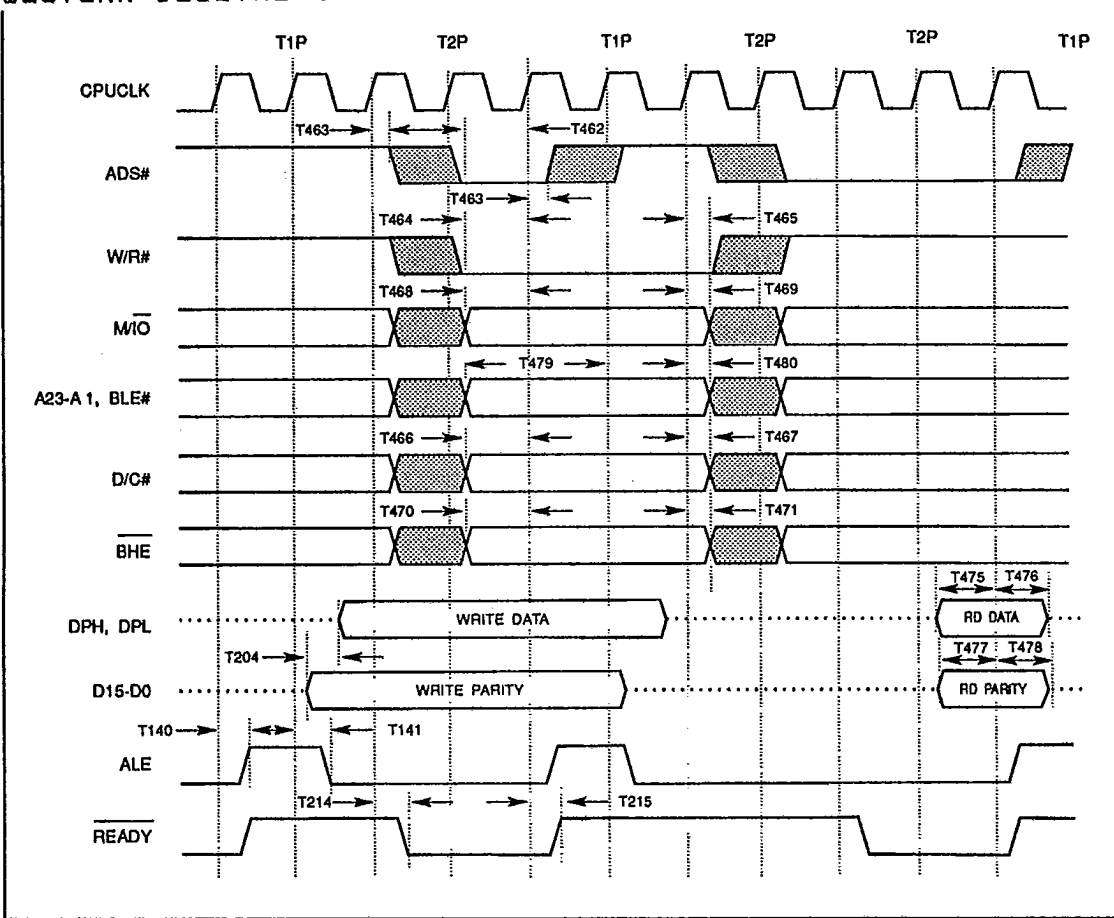 T1P T2P T1P T2P T2P T1P
CPUCLK
T463 T462
ADS#
T463
T464 T465
W/R#
T468 T469
M/IO
T479 T480
A23-A1, BLE#
T466 T467
D/C#
T470 T471
BHE
T475 T476
DPH, DPL WRITE DATA RD DATA
T204 T477 T478
D15-D0 WRITE PARITY RD PARITY
T140 T141
ALE
T214 T215
READY